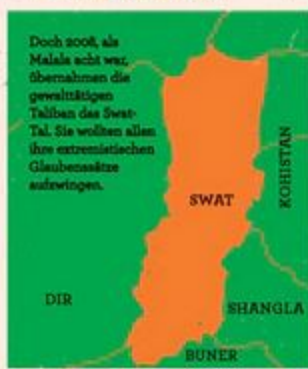 Doch 2008, als
Malala acht war,
übernahmen die
gewalttätigen
Taliban das Swat-
Tal. Sie wollten allen
ihre extremistischen
Glaubenssätze
aufzwingen.
SWAT
KOHISTAN
DIR
SHANGLA
BUNER